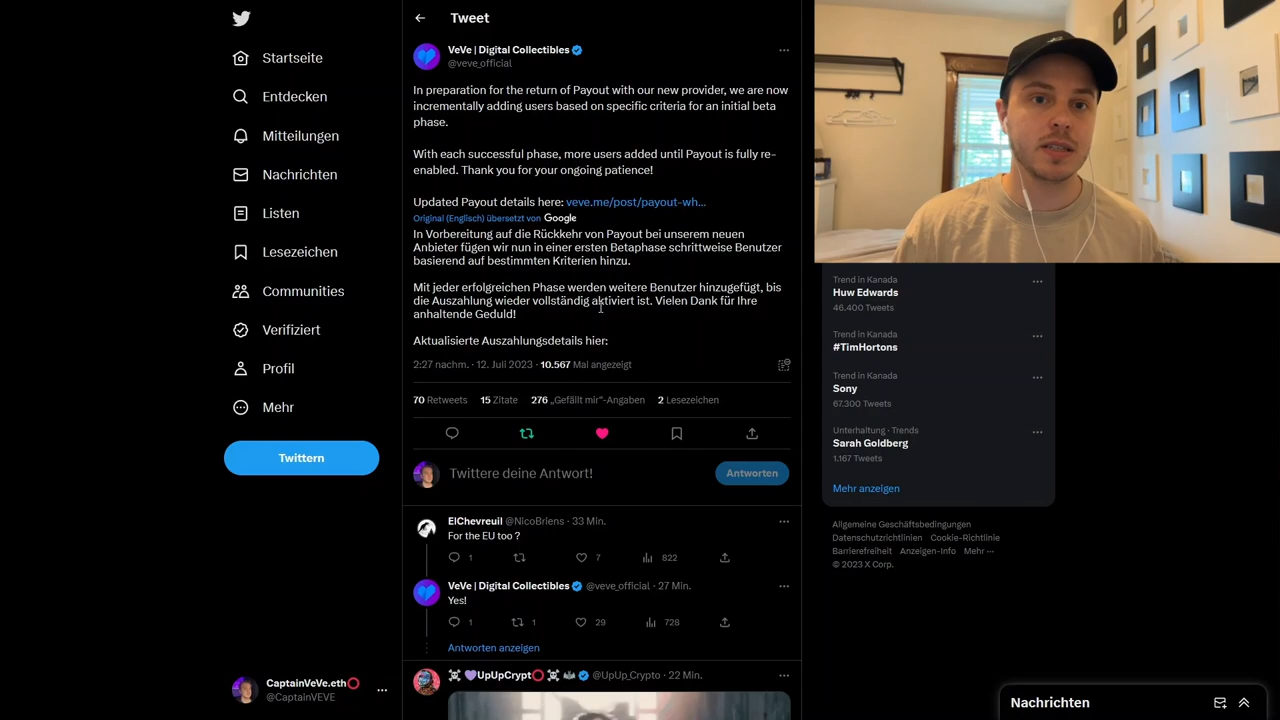 Startseite
Entdecken
Mitteilungen
Nachrichten
Listen
Lesezeichen
Communities
Verifiziert
Profil
Mehr
Twittern
CaptainVeVe.eth⭕
@CaptainVEVE
Tweet
VeVe | Digital Collectibles
@veve_official
In preparation for the return of Payout with our new provider, we are now
incrementally adding users based on specific criteria for an initial beta
phase.
With each successful phase, more users added until Payout is fully re-
enabled. Thank you for your ongoing patience!
Updated Payout details here: veve.me/post/payout-wh...
Original (Englisch) übersetzt von Google
In Vorbereitung auf die Rückkehr von Payout bei unserem neuen
Anbieter fügen wir nun in einer ersten Betaphase schrittweise Benutzer
basierend auf bestimmten Kriterien hinzu.
Mit jeder erfolgreichen Phase werden weitere Benutzer hinzugefügt, bis
die Auszahlung wieder vollständig aktiviert ist. Vielen Dank für Ihre
anhaltende Geduld!
Aktualisierte Auszahlungsdetails hier:
2:27 nachm. · 12. Juli 2023 · 10.567 Mal angezeigt
70 Retweets 15 Zitate 276 „Gefällt mir“-Angaben 2 Lesezeichen
Twittere deine Antwort!
Antworten
ElChevreuil @NicoBriens · 33 Min.
For the EU too ?
1 7 822
VeVe | Digital Collectibles @veve_official · 27 Min.
Yes!
1 1 29 728
Antworten anzeigen
☠️💜UpUpCrypt⭕☠️🦇 @UpUp_Crypto · 22 Min.
Trend in Kanada
Huw Edwards
46.400 Tweets
Trend in Kanada
#TimHortons
Trend in Kanada
Sony
67.300 Tweets
Unterhaltung · Trends
Sarah Goldberg
1.167 Tweets
Mehr anzeigen
Allgemeine Geschäftsbedingungen
Datenschutzrichtlinien Cookie-Richtlinie
Barrierefreiheit Anzeigen-Info Mehr ···
© 2023 X Corp.
Nachrichten